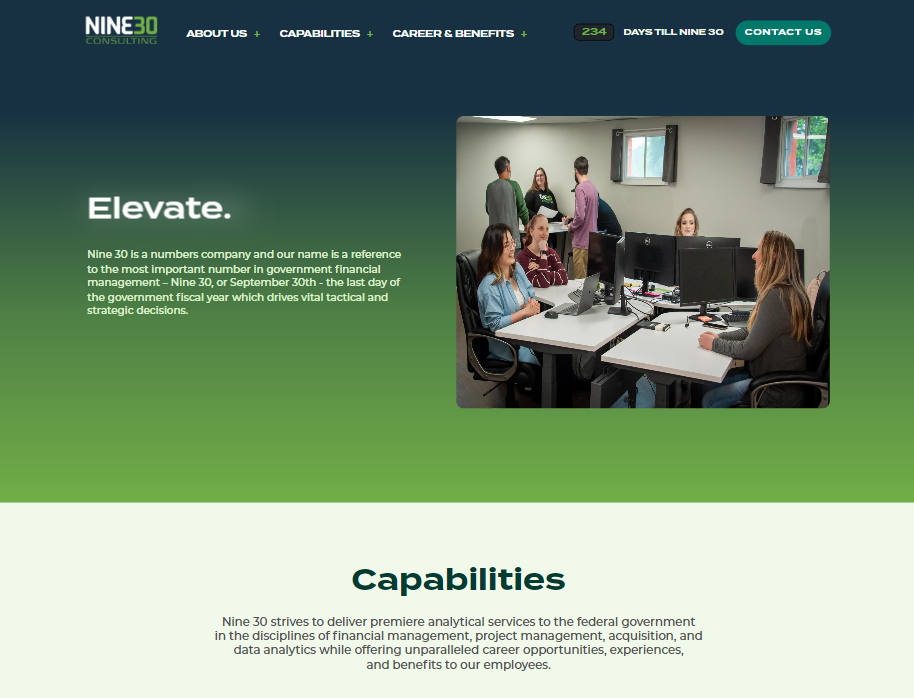 NINE30
CONSULTING
ABOUT US +
CAPABILITIES +
CAREER & BENEFITS +
234 DAYS TILL NINE 30
CONTACT US
Elevate.
Nine 30 is a numbers company and our name is a reference
to the most important number in government financial
management – Nine 30, or September 30th - the last day of
the government fiscal year which drives vital tactical and
strategic decisions.
Capabilities
Nine 30 strives to deliver premiere analytical services to the federal government
in the disciplines of financial management, project management, acquisition, and
data analytics while offering unparalleled career opportunities, experiences,
and benefits to our employees.